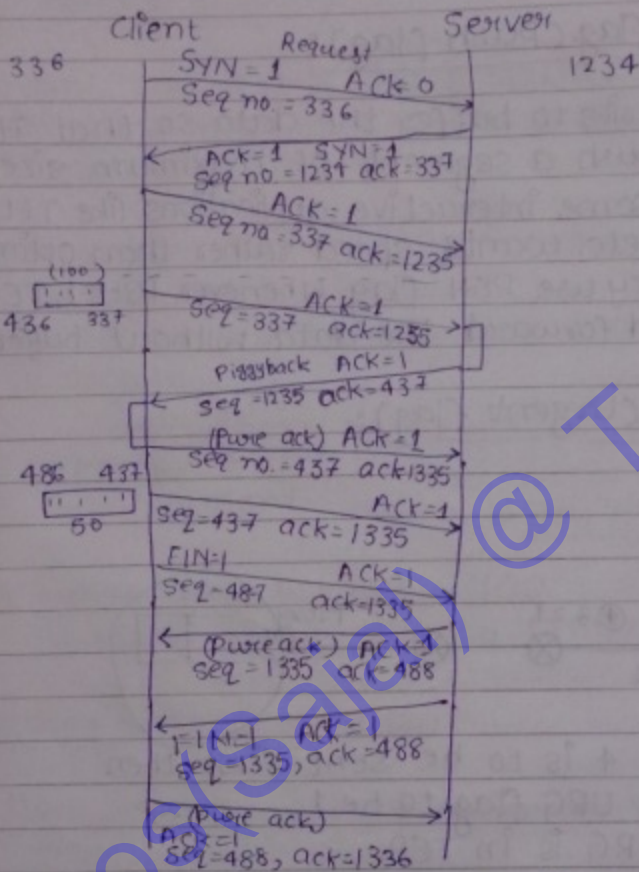 Client Server
336 Request 1234
SYN=1 ACK=0
Seq no.=336
ACK=1 SYN=1
Seq no.=1234 ack=337
ACK=1
Seq no.=337 ack=1235
(100)
436 337
ACK=1
Seq=337 ack=1235
Piggyback ACK=1
seq=1235 ack=437
(Pure ack) ACK=1
Seq no.=437 ack1335
486 437
50
ACK=1
seq=437 ack=1335
FIN=1 ACK=1
seq=487 ack=1335
(Pure ack) ACK=1
seq=1335 ack=488
FIN=1 ACK=1
seq=1335, ack=488
(Pure ack)
ACK=1
seq=488, ack=1336
(Sajal) @